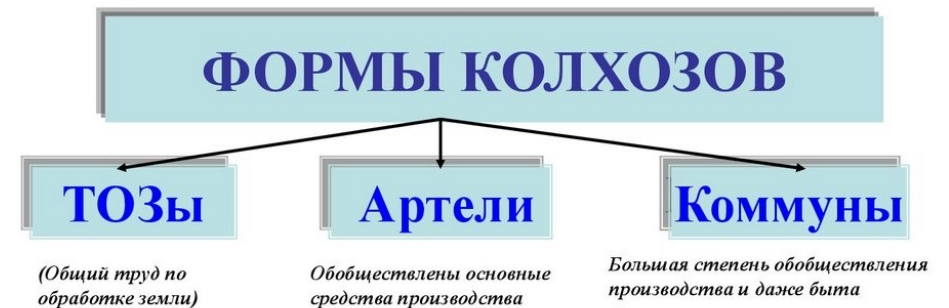 ФОРМЫ КОЛХОЗОВ
ТОЗы
Артели
Коммуны
(Общий труд по
обработке земли)
Обобществлены основные
средства производства
Большая степень обобществления
производства и даже быта